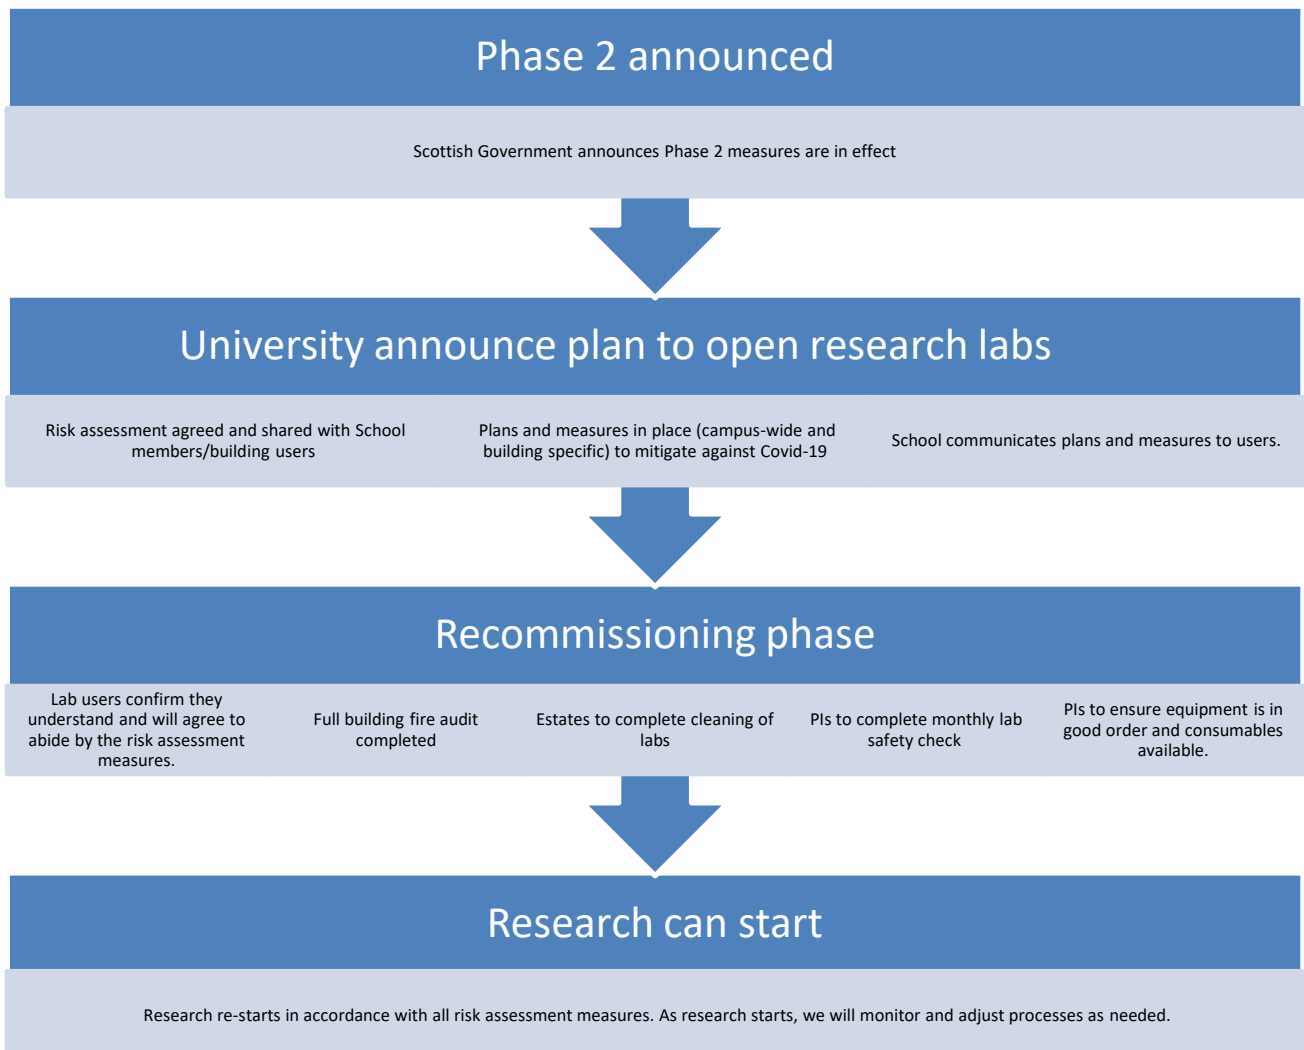 Phase 2 announced
Scottish Government announces Phase 2 measures are in effect
University announce plan to open research labs
Risk assessment agreed and shared with School
members/building users
Plans and measures in place (campus-wide and
building specific) to mitigate against Covid-19
School communicates plans and measures to users.
Recommissioning phase
Lab users confirm they
understand and will agree to
abide by the risk assessment
measures.
Full building fire audit
completed
Estates to complete cleaning of
labs
PIs to complete monthly lab
safety check
PIs to ensure equipment is in
good order and consumables
available.
Research can start
Research re-starts in accordance with all risk assessment measures. As research starts, we will monitor and adjust processes as needed.